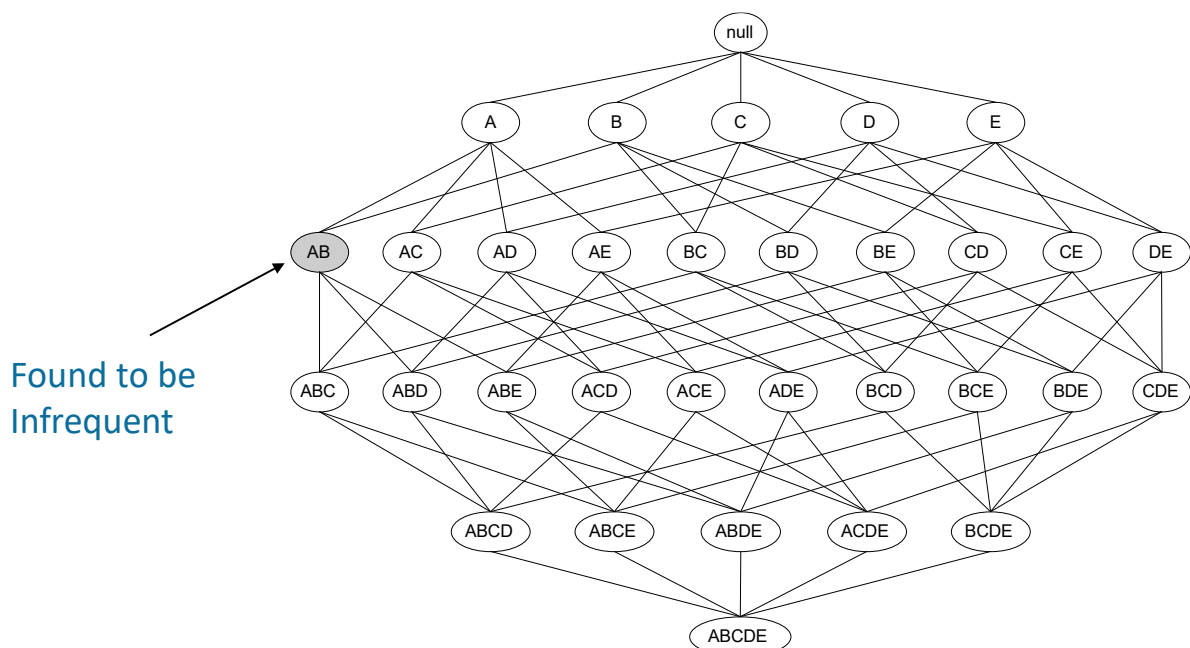 null
A B C D E
AB AC AD AE BC BD BE CD CE DE
Found to be
Infrequent
ABC ABD ABE ACD ACE ADE BCD BCE BDE CDE
ABCD ABCE ABDE ACDE BCDE
ABCDE